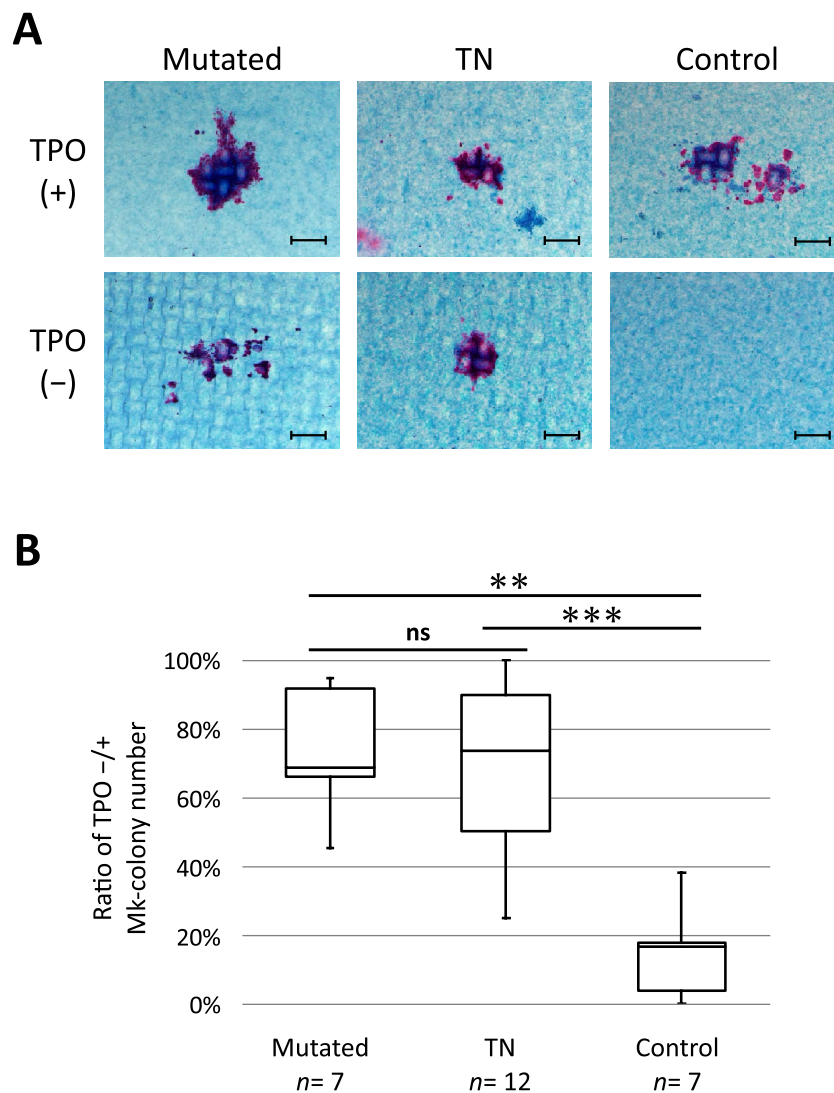 A
Mutated TN Control
TPO
(+)
TPO
(−)
B
**
***
ns
100%
80%
60%
40%
20%
0%
Ratio of TPO −/+
Mk-colony number
Mutated TN Control
n= 7 n= 12 n= 7